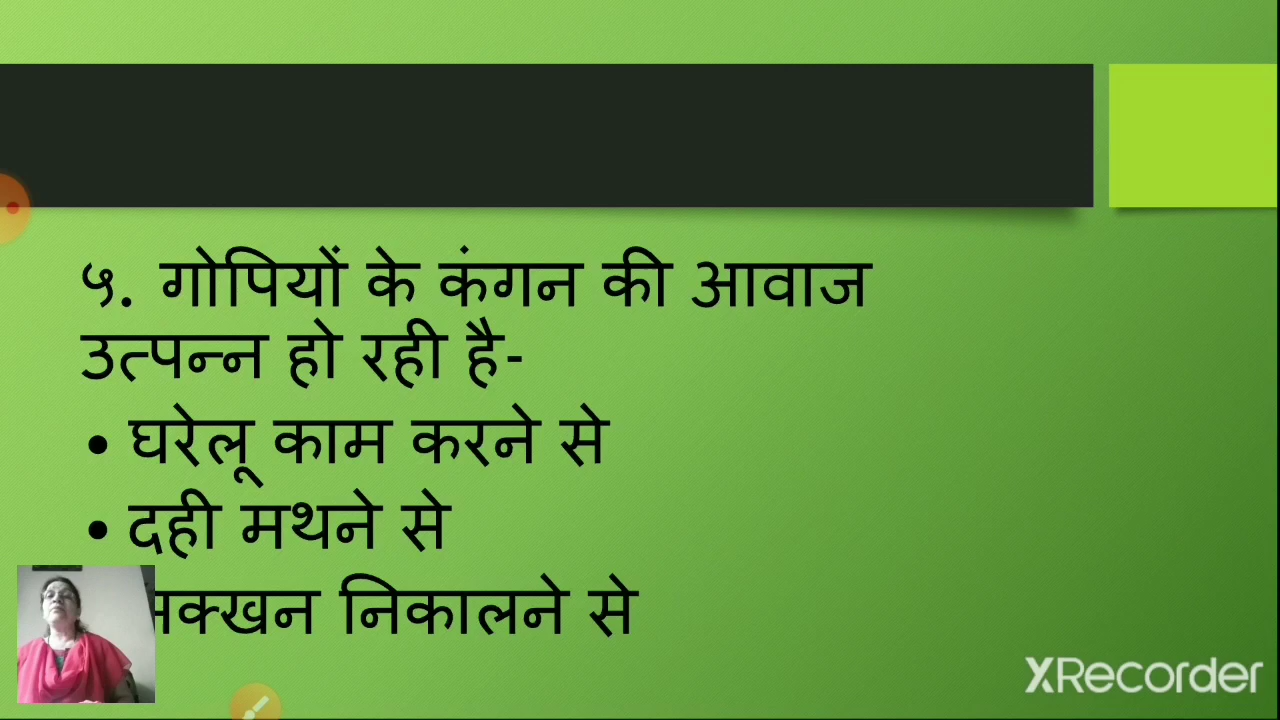 ५. गोपियों के कंगन की आवाज
उत्पन्न हो रही है-
• घरेलू काम करने से
• दही मथने से
मक्खन निकालने से
XRecorder